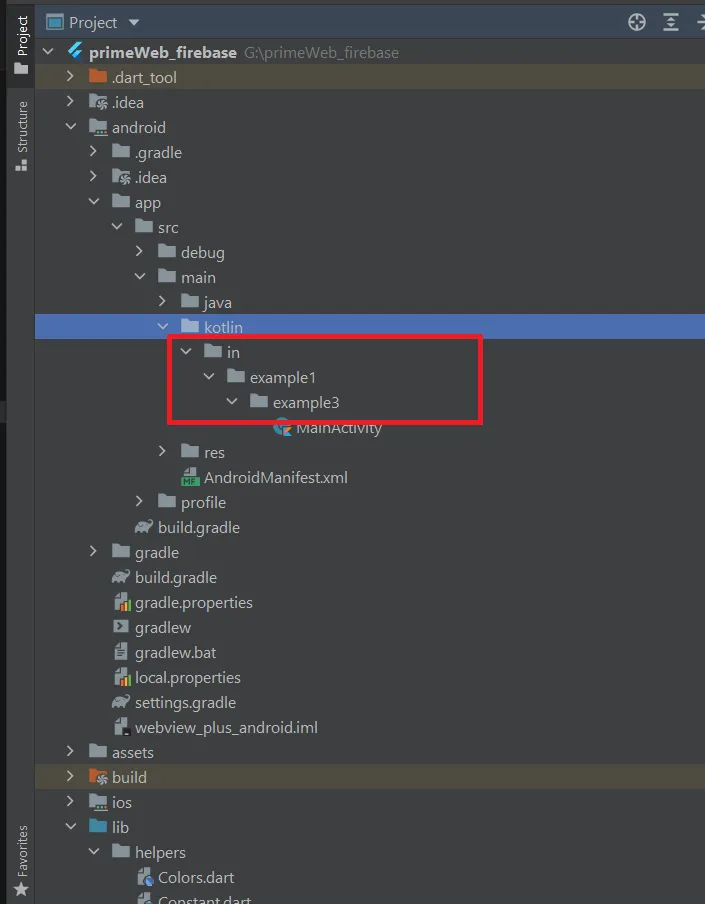 Project
Project
Structure
Favorites
primeWeb_firebase G:\primeWeb_firebase
.dart_tool
.idea
android
.gradle
.idea
app
src
debug
main
java
kotlin
in
example1
example3
MainActivity
res
MF
AndroidManifest.xml
profile
build.gradle
gradle
build.gradle
gradle.properties
gradlew
gradlew.bat
local.properties
settings.gradle
webview_plus_android.iml
assets
build
ios
lib
helpers
Colors.dart
Constant.dart